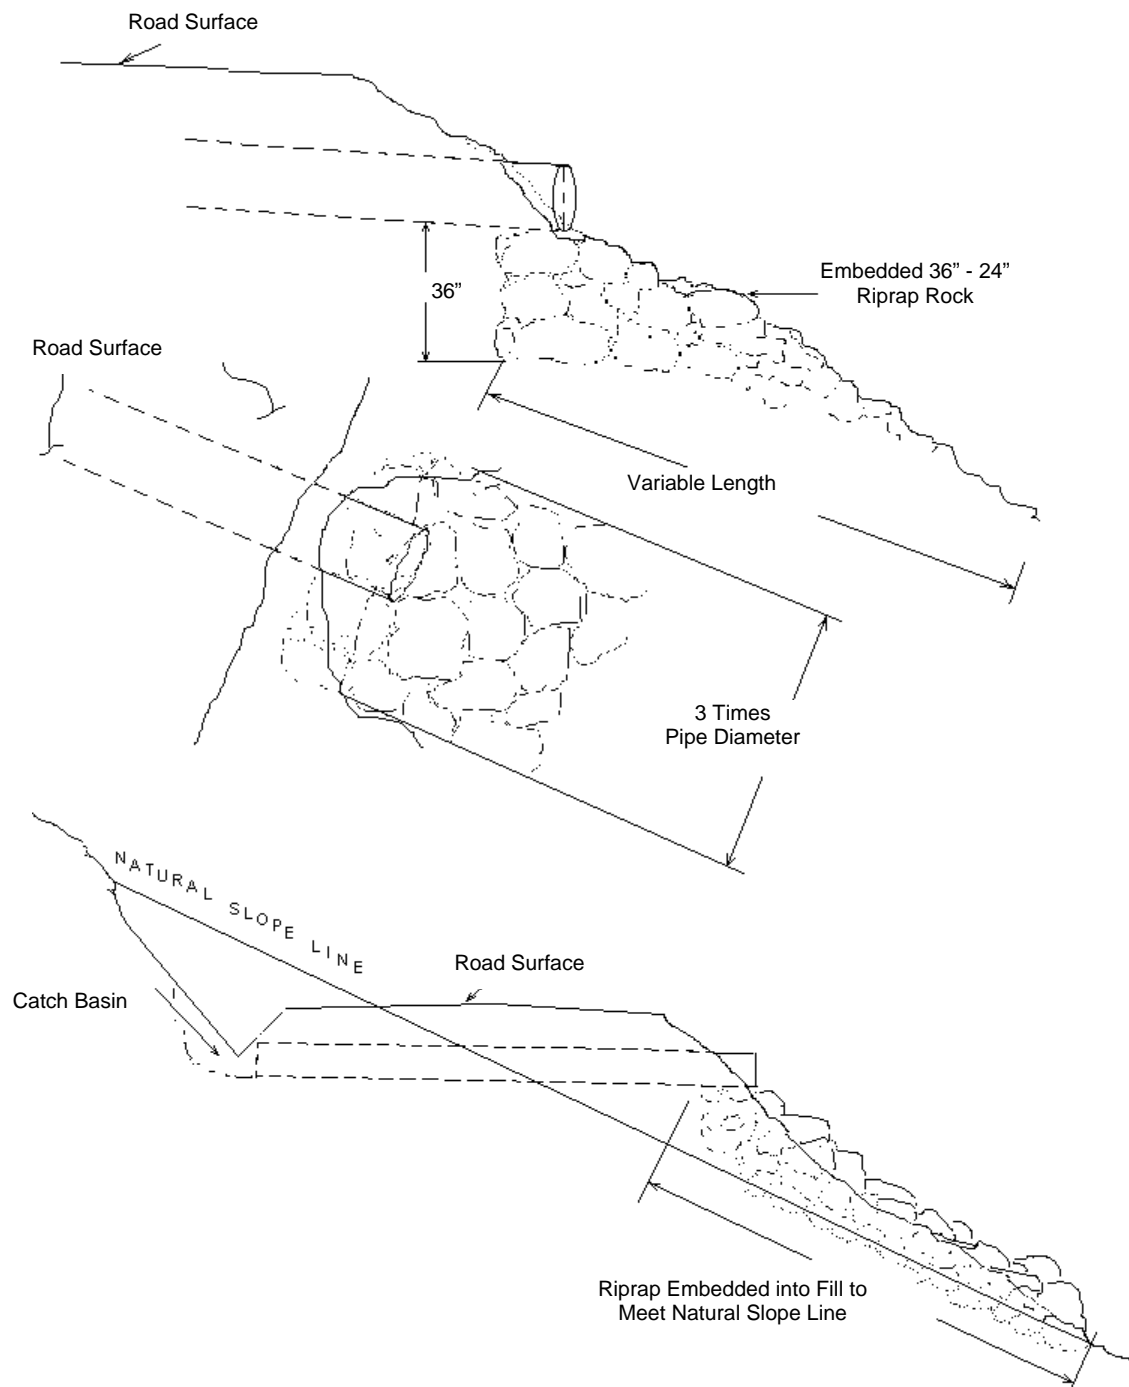 Road Surface
Embedded 36” - 24”
Riprap Rock
36”
Road Surface
Variable Length
3 Times
Pipe Diameter
NATURAL SLOPE LINE
Road Surface
Catch Basin
Riprap Embedded into Fill to
Meet Natural Slope Line